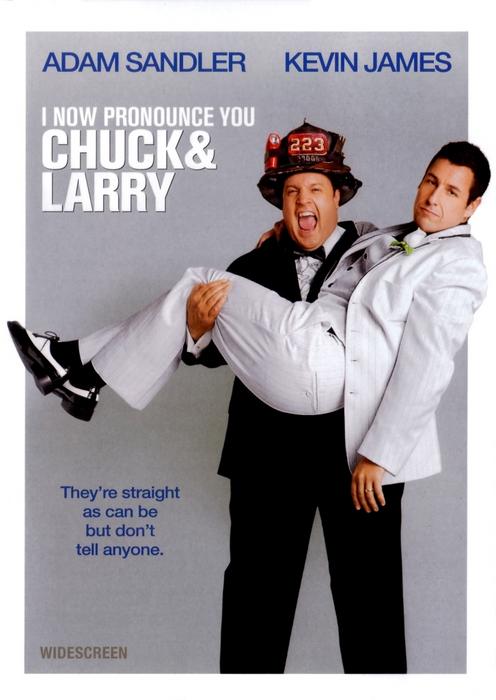 ADAM SANDLER KEVIN JAMES
I NOW PRONOUNCE YOU
CHUCK&
LARRY
223
They're straight
as can be
but don't
tell anyone.
WIDESCREEN